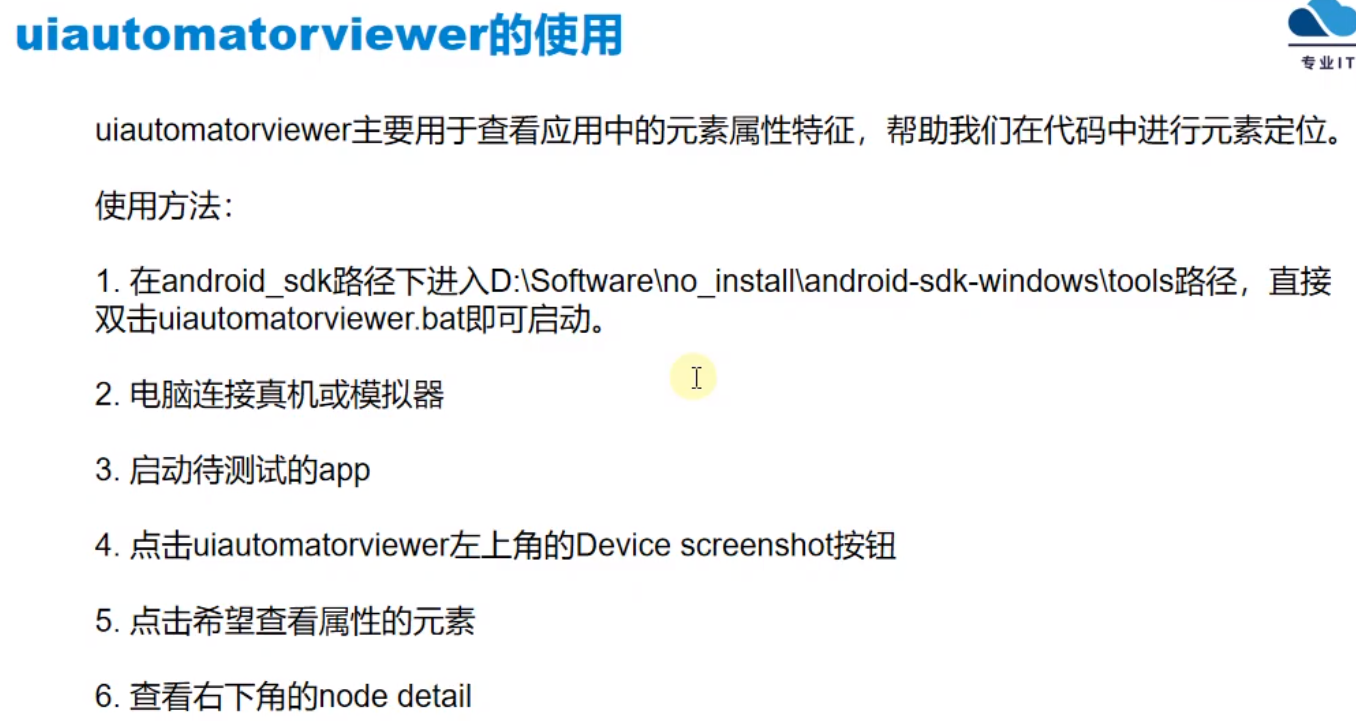 uiautomatorviewer的使用
专业IT
uiautomatorviewer主要用于查看应用中的元素属性特征，帮助我们在代码中进行元素定位。
使用方法：
1. 在android_sdk路径下进入D:\Software\no_install\android-sdk-windows\tools路径，直接
双击uiautomatorviewer.bat即可启动。
2. 电脑连接真机或模拟器
3. 启动待测试的app
4. 点击uiautomatorviewer左上角的Device screenshot按钮
5. 点击希望查看属性的元素
6. 查看右下角的node detail